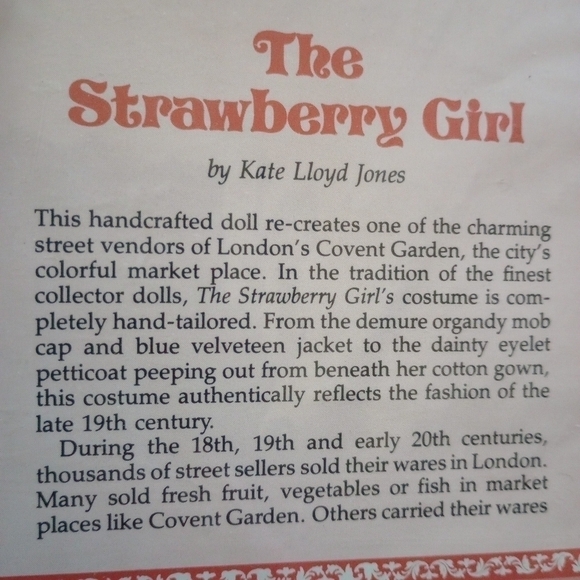 The
Strawberry Girl
by Kate Lloyd Jones
This handcrafted doll re-creates one of the charming
street vendors of London's Covent Garden, the city's
colorful market place. In the tradition of the finest
collector dolls, The Strawberry Girl's costume is com-
pletely hand-tailored. From the demure organdy mob
cap and blue velveteen jacket to the dainty eyelet
petticoat peeping out from beneath her cotton gown,
this costume authentically reflects the fashion of the
late 19th century.
During the 18th, 19th and early 20th centuries,
thousands of street sellers sold their wares in London.
Many sold fresh fruit, vegetables or fish in market
places like Covent Garden. Others carried their wares